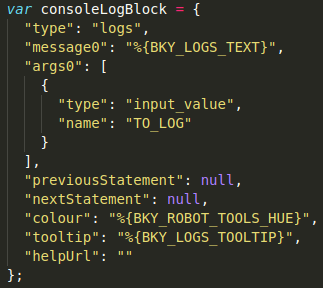 var consoleLogBlock = {
  "type": "logs",
  "message0": "%{BKY_LOGS_TEXT}",
  "args0": [
    {
      "type": "input_value",
      "name": "TO_LOG"
    }
  ],
  "previousStatement": null,
  "nextStatement": null,
  "colour": "%{BKY_ROBOT_TOOLS_HUE}",
  "tooltip": "%{BKY_LOGS_TOOLTIP}",
  "helpUrl": ""
};